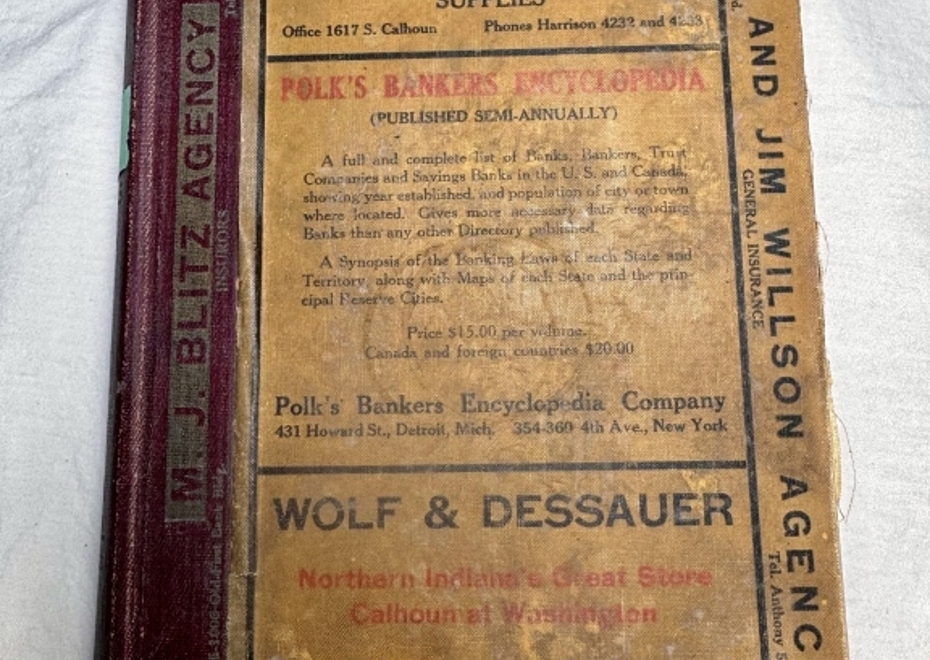 SUPPLIES
Office 1617 S. Calhoun Phones Harrison 4232 and 4233
POLK'S BANKERS ENCYCLOPEDIA
(PUBLISHED SEMI-ANNUALLY)
A full and complete list of Banks, Bankers, Trust
Companies and Savings Banks in the U. S. and Canada,
showing year established, and population of city or town
where located. Gives more accessary data regarding
Banks than any other Directory published.
A Synopsis of the Banking Laws of each State and
Territory, along with Maps of each State and the prin-
cipal Reserve Cities.
Price $15.00 per volume.
Canada and foreign countries $20.00
Polk's Bankers Encyclopedia Company
431 Howard St., Detroit, Mich. 354-360 4th Ave., New York
WOLF & DESSAUER
Northern Indiana's Great Store
Calhoun at Washington
M. J. BLITZ AGENCY
INSURORS
AND JIM WILLSON AGENC
GENERAL INSURANCE
Tel. Anthony 5